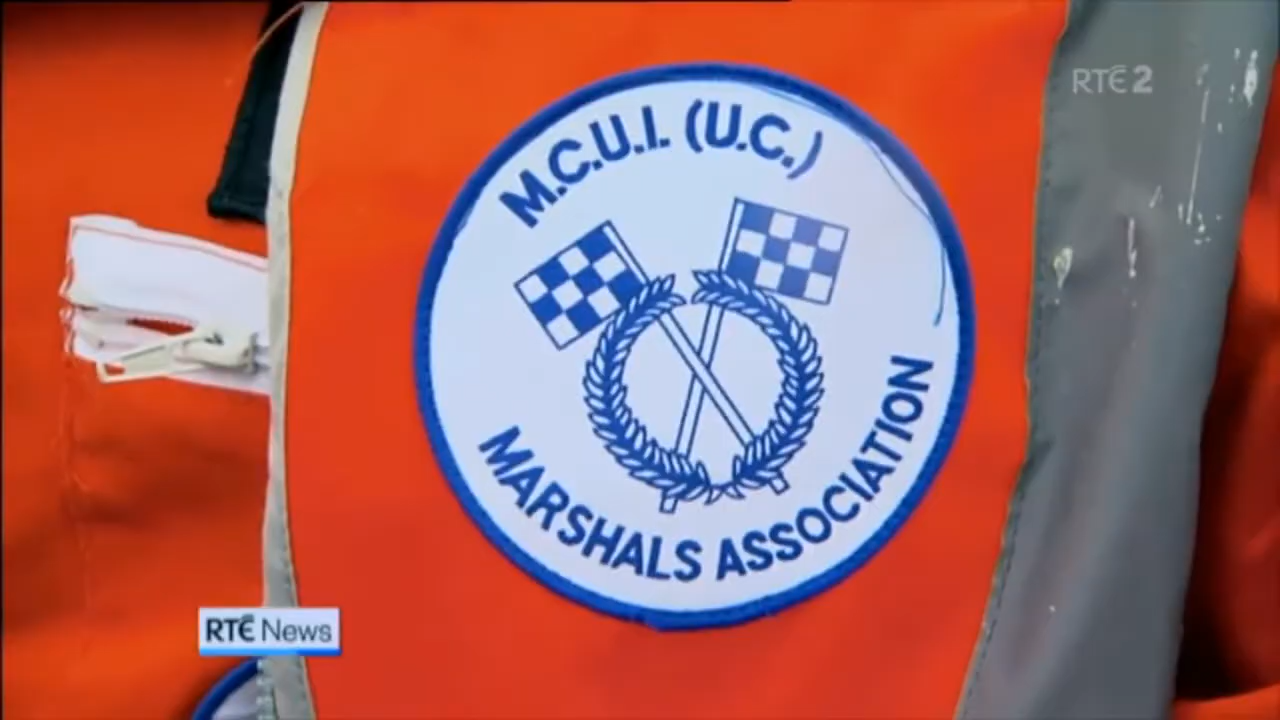 RTÉ 2
M.C.U.I. (U.C.)
MARSHALS ASSOCIATION
RTÉ News